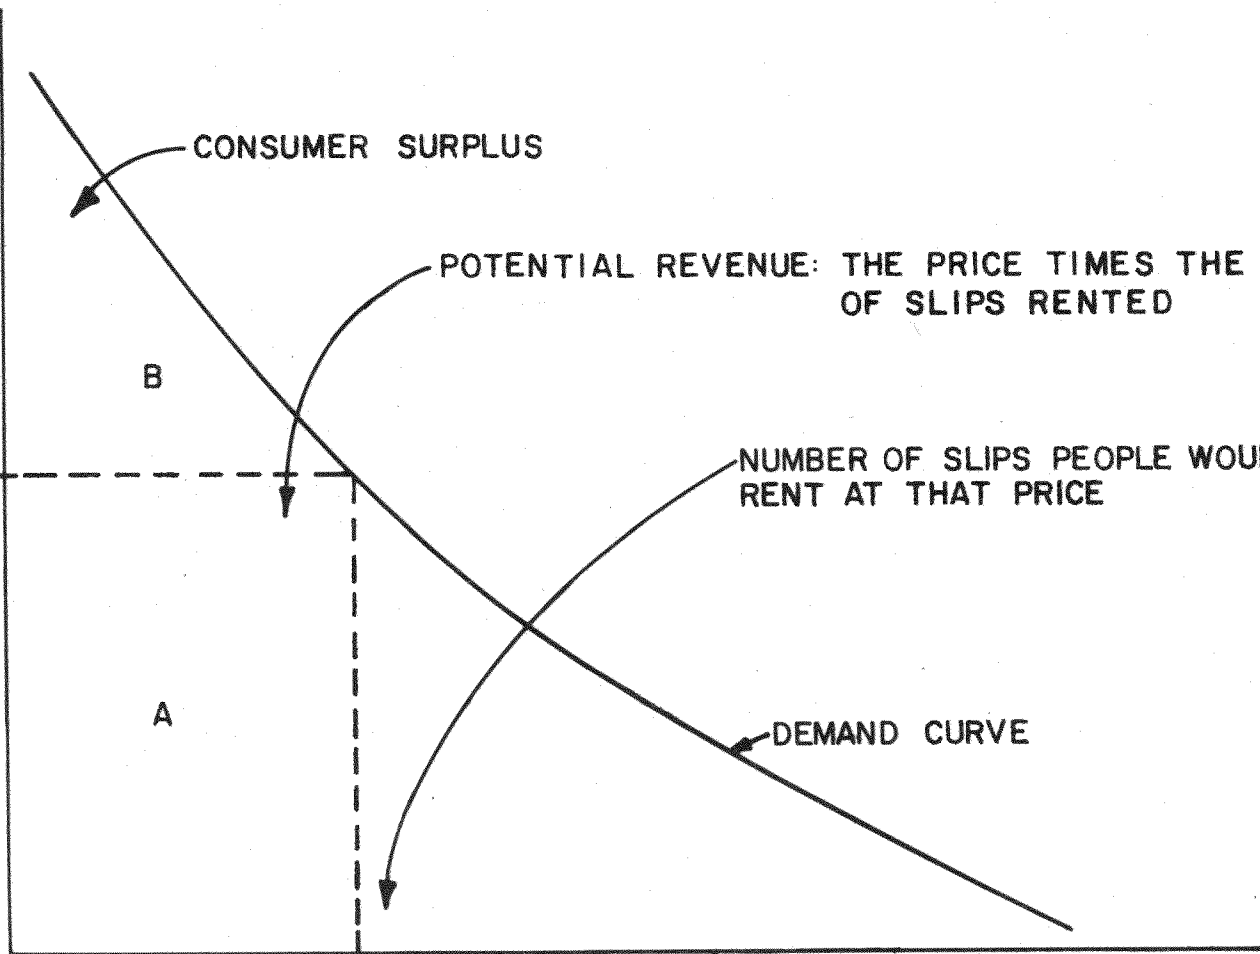 CONSUMER SURPLUS
POTENTIAL REVENUE: THE PRICE TIMES THE
OF SLIPS RENTED
B
NUMBER OF SLIPS PEOPLE WOU
RENT AT THAT PRICE
A
DEMAND CURVE